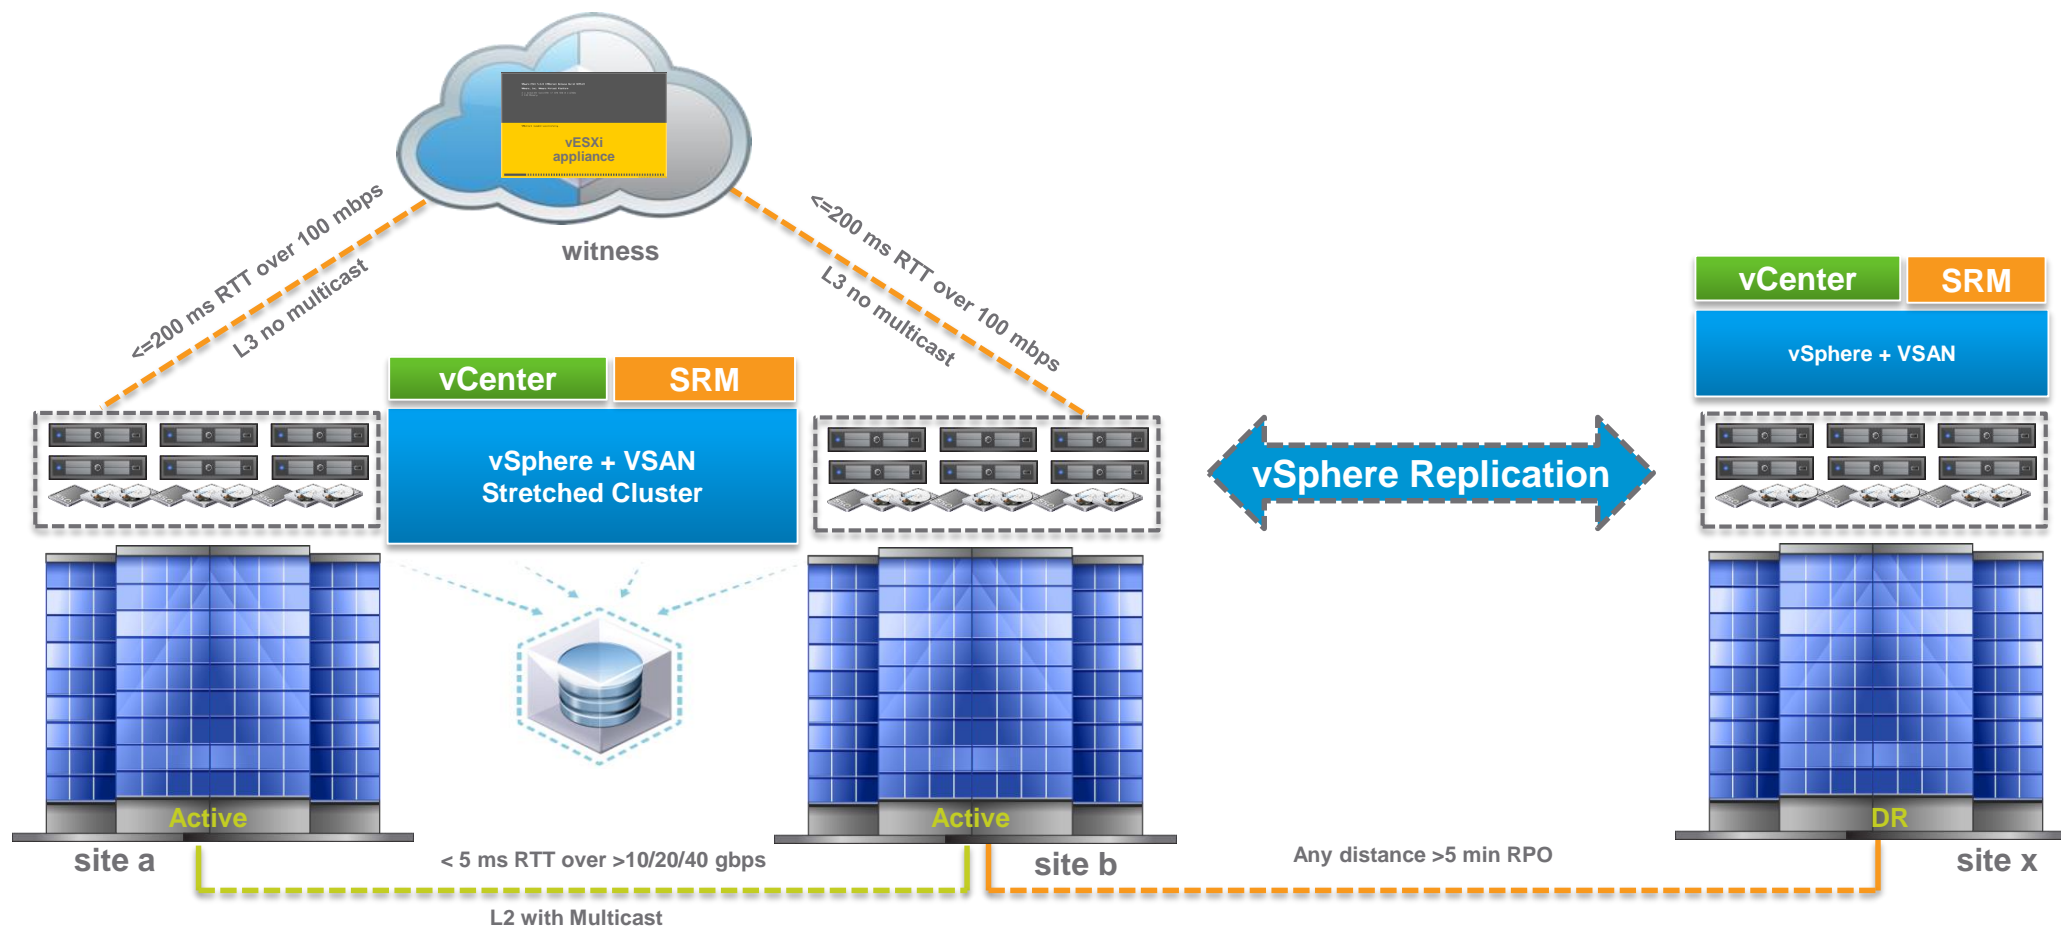 vESXi
appliance
witness
<=200 ms RTT over 100 mbps
L3 no multicast
<=200 ms RTT over 100 mbps
L3 no multicast
vCenter
SRM
vSphere + VSAN
Stretched Cluster
vSphere Replication
vCenter
SRM
vSphere + VSAN
Active
Active
DR
site a
< 5 ms RTT over >10/20/40 gbps
L2 with Multicast
site b
Any distance >5 min RPO
site x